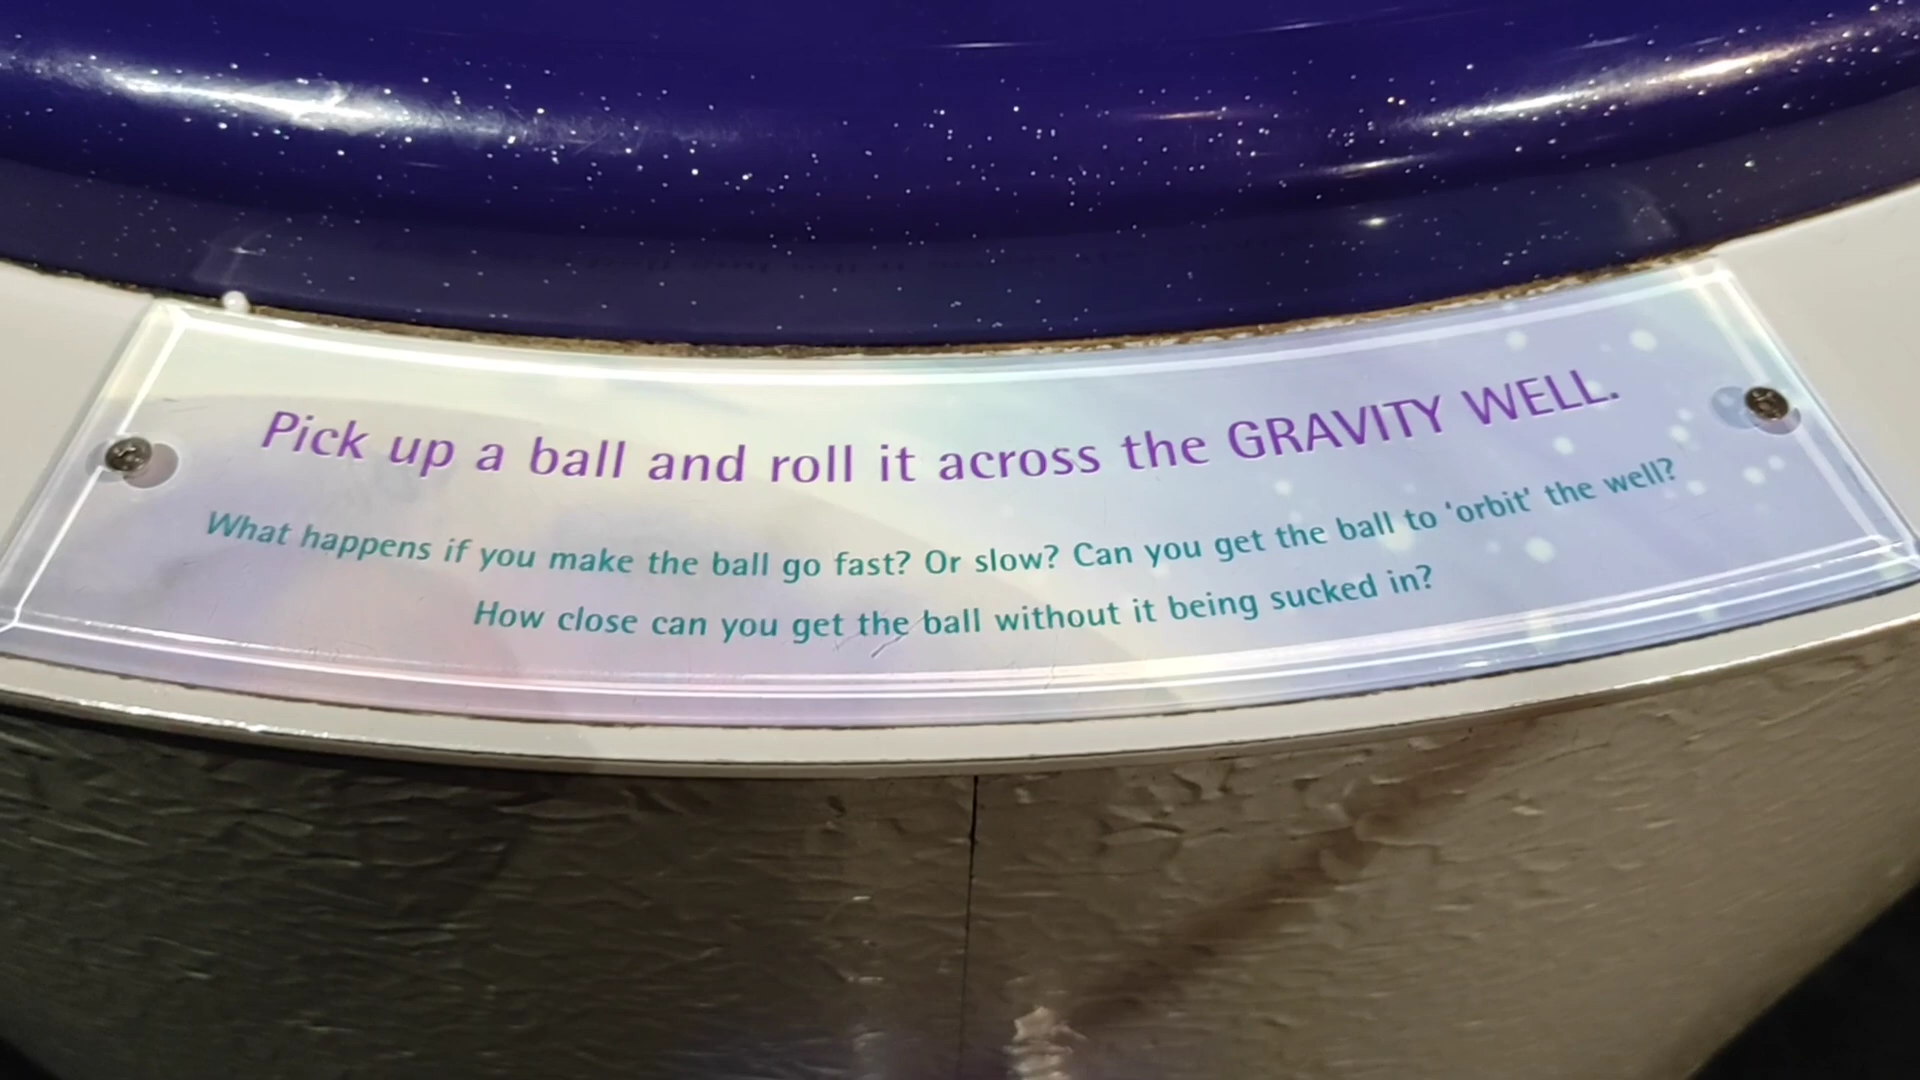 Pick up a ball and roll it across the GRAVITY WELL.
What happens if you make the ball go fast? Or slow? Can you get the ball to ‘orbit’ the well?
How close can you get the ball without it being sucked in?